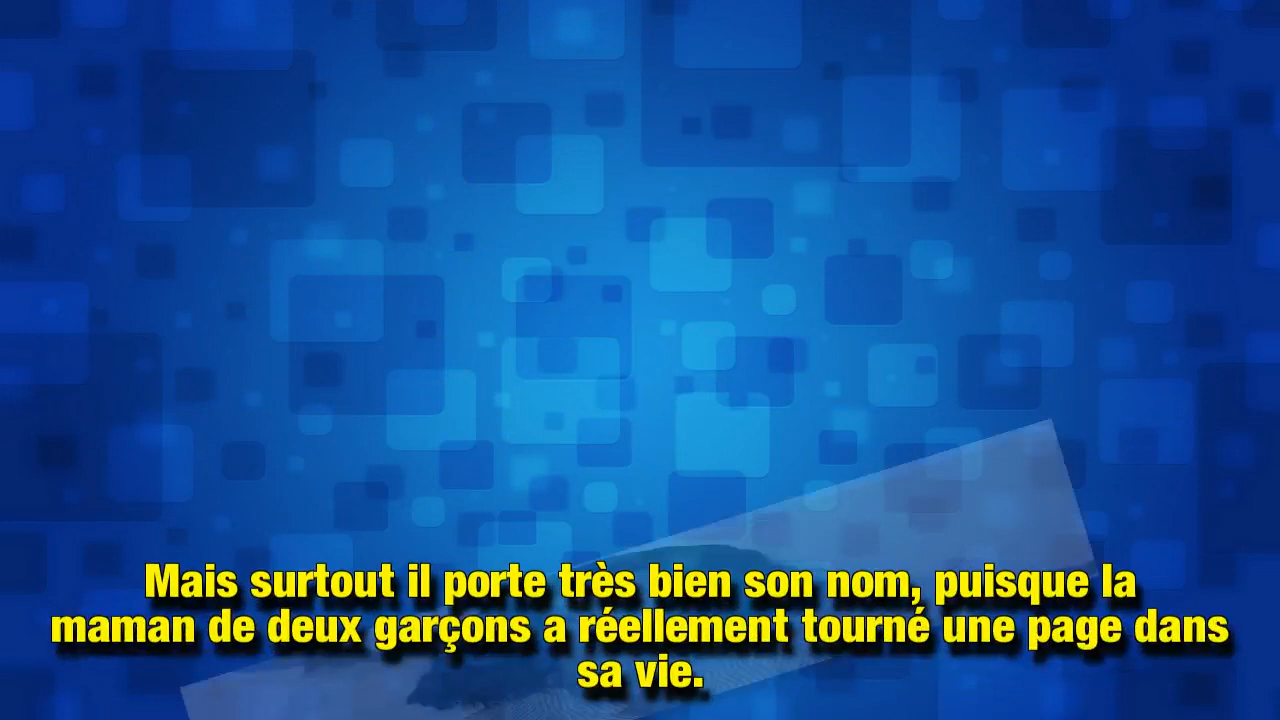 Mais surtout il porte très bien son nom, puisque la
maman de deux garçons a réellement tourné une page dans
sa vie.